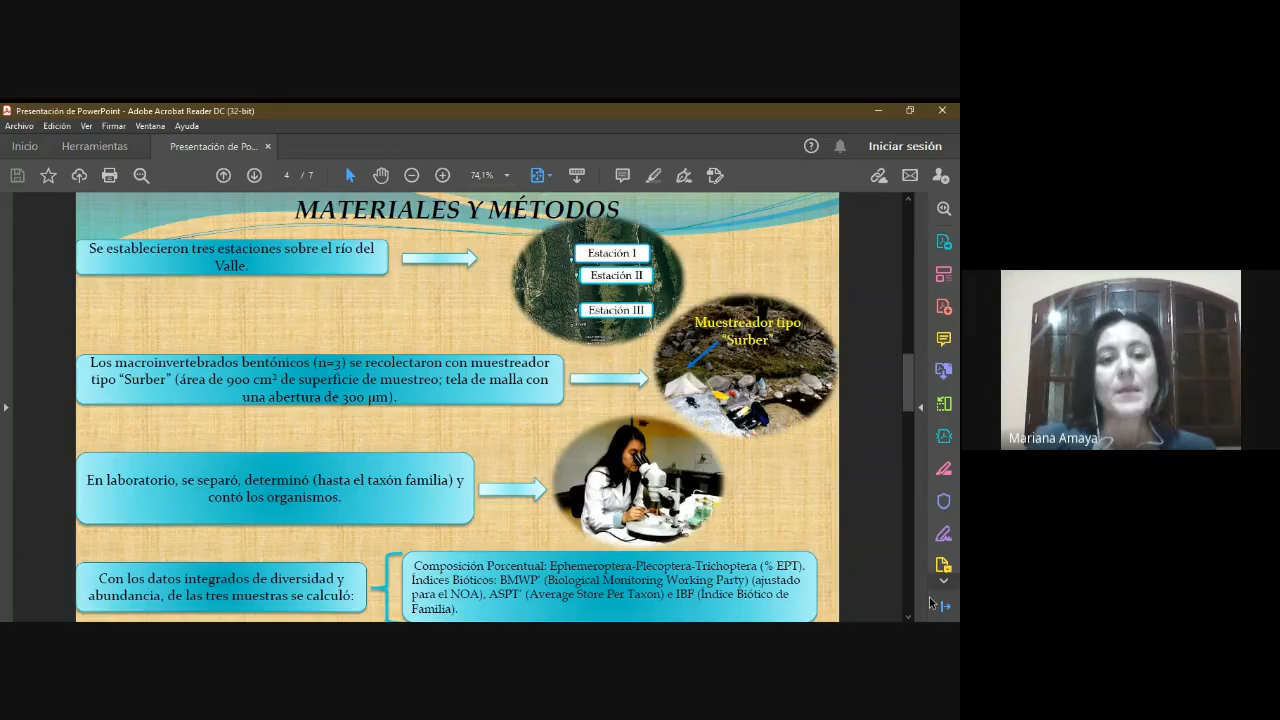 Presentación de PowerPoint - Adobe Acrobat Reader DC (32-bit)
Archivo Edición Ver Firmar Ventana Ayuda
Inicio Herramientas Presentación de Po... × Iniciar sesión
4 / 7 74,1%
MATERIALES Y MÉTODOS
Se establecieron tres estaciones sobre el río del
Valle.
Estación I
Estación II
Estación III
Muestreador tipo
“Surber”
Los macroinvertebrados bentónicos (n=3) se recolectaron con muestreador
tipo “Surber” (área de 900 cm² de superficie de muestreo; tela de malla con
una abertura de 300 µm).
En laboratorio, se separó, determinó (hasta el taxón familia) y
contó los organismos.
Con los datos integrados de diversidad y
abundancia, de las tres muestras se calculó:
Composición Porcentual: Ephemeroptera-Plecoptera-Trichoptera (% EPT).
Índices Bióticos: BMWP’ (Biological Monitoring Working Party) (ajustado
para el NOA), ASPT’ (Average Store Per Taxon) e IBF (Índice Biótico de
Familia).
Mariana Amaya